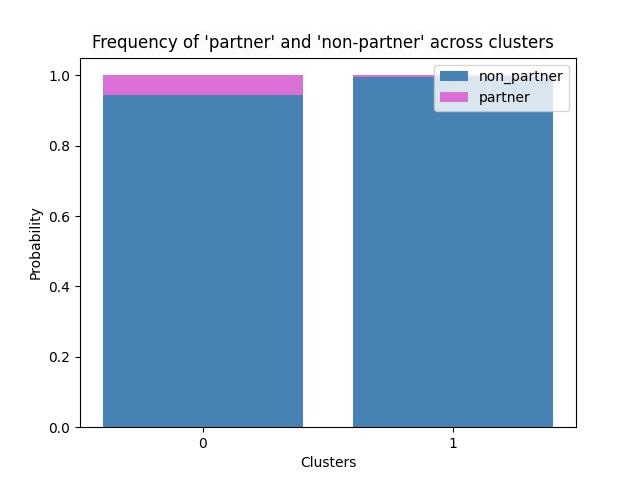 Frequency of 'partner' and 'non-partner' across clusters
non_partner
partner
1.0
0.8
0.6
0.4
0.2
0.0
Probability
0
1
Clusters